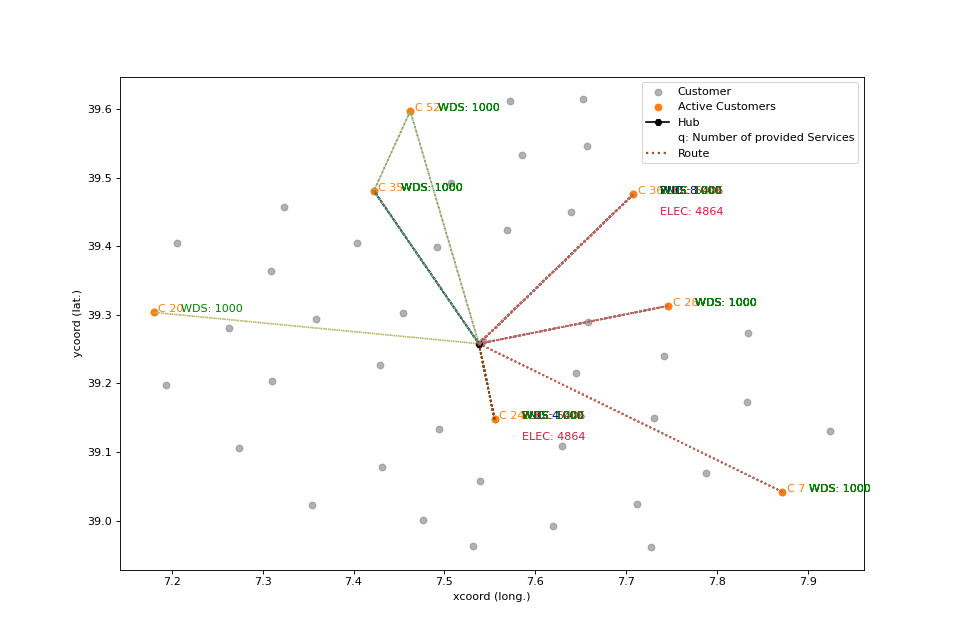 Customer
Active Customers
Hub
q: Number of provided Services
Route
39.6
39.5
39.4
39.3
39.2
39.1
39.0
ycoord (lat.)
C 52 WDS: 1000
C 35 WDS: 1000
C 36
ELEC: 4864
C 20 WDS: 1000
C 28 WDS: 1000
C 24
ELEC: 4864
C 7 WDS: 1000
7.2 7.3 7.4 7.5 7.6 7.7 7.8 7.9
xcoord (long.)